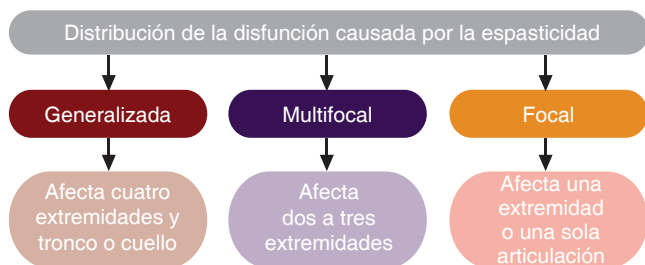 Distribución de la disfunción causada por la espasticidad
Generalizada
Multifocal
Focal
Afecta cuatro
extremidades y
tronco o cuello
Afecta
dos a tres
extremidades
Afecta una
extremidad
o una sola
articulación